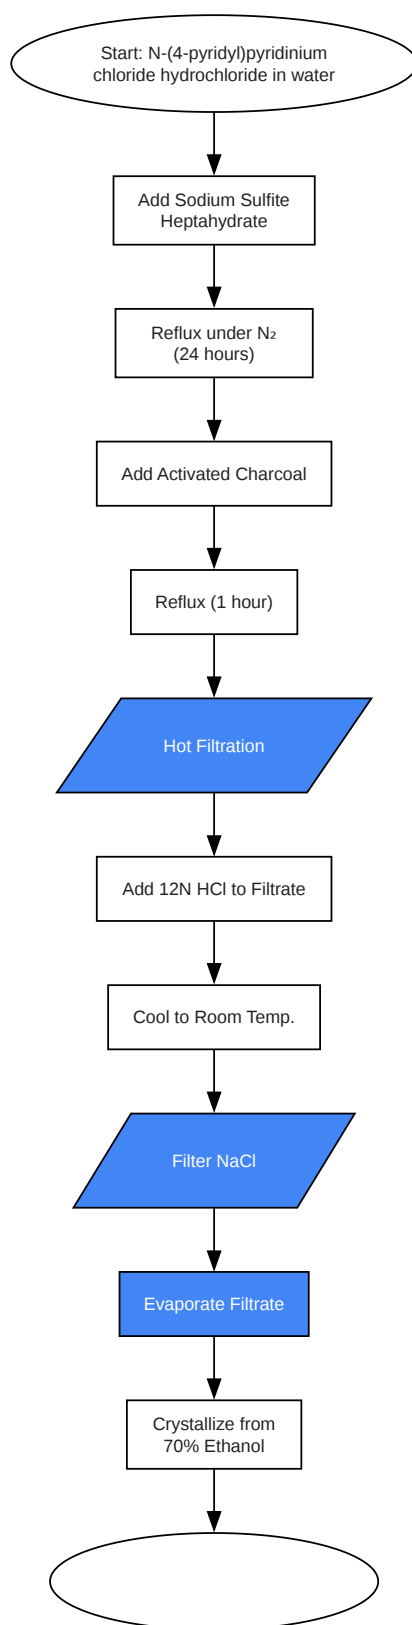 Start: N-(4-pyridyl)pyridinium
chloride hydrochloride in water
Add Sodium Sulfite
Heptahydrate
Reflux under N₂
(24 hours)
Add Activated Charcoal
Reflux (1 hour)
Hot Filtration
Add 12N HCl to Filtrate
Cool to Room Temp.
Filter NaCl
Evaporate Filtrate
Crystallize from
70% Ethanol